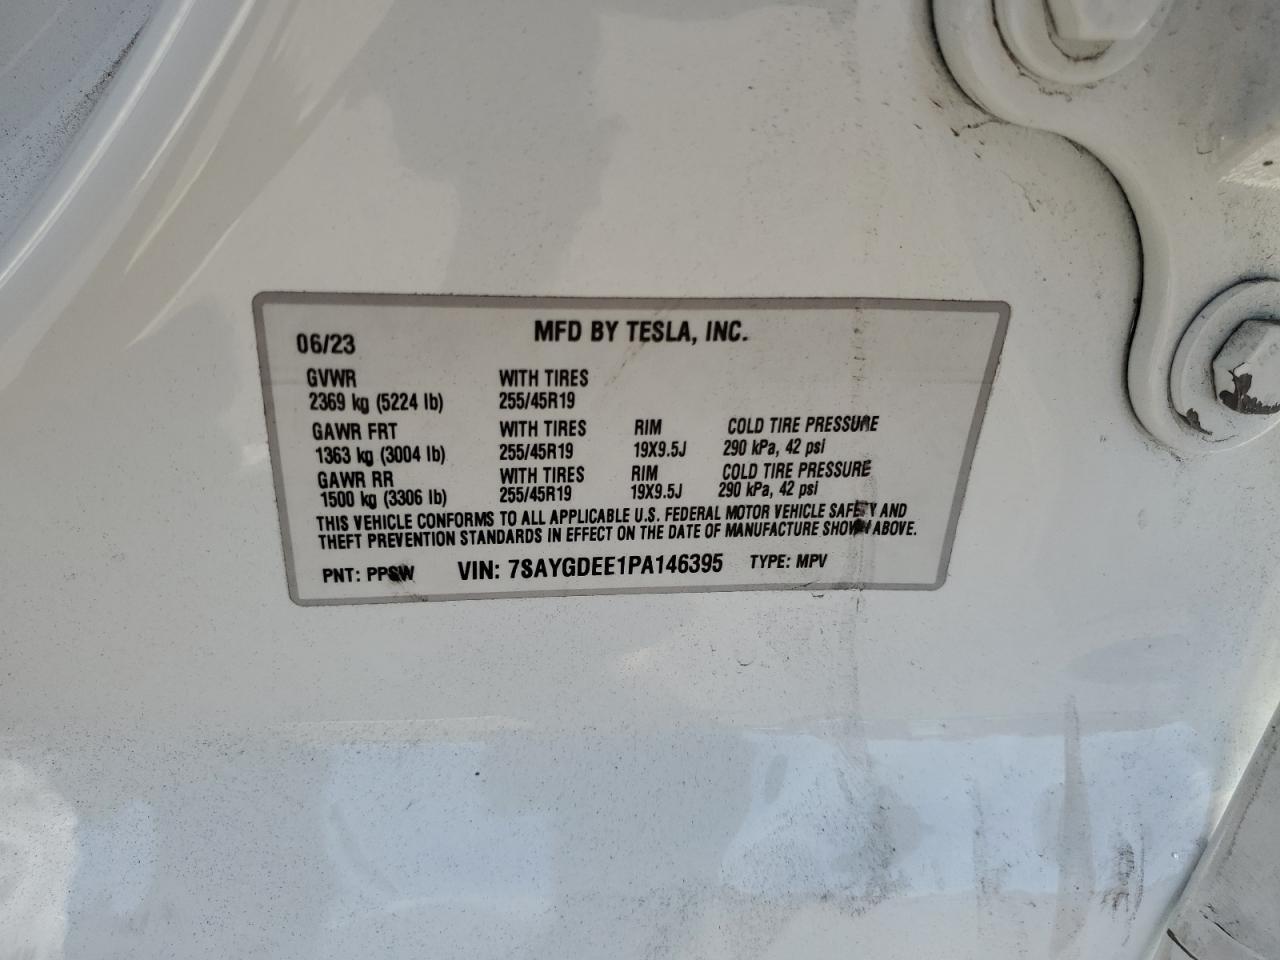 MFD BY TESLA, INC.
06/23
GVWR WITH TIRES
2369 kg (5224 lb) 255/45R19
GAWR FRT WITH TIRES RIM COLD TIRE PRESSURE
1363 kg (3004 lb) 255/45R19 19X9.5J 290 kPa, 42 psi
GAWR RR WITH TIRES RIM COLD TIRE PRESSURE
1500 kg (3306 lb) 255/45R19 19X9.5J 290 kPa, 42 psi
THIS VEHICLE CONFORMS TO ALL APPLICABLE U.S. FEDERAL MOTOR VEHICLE SAFETY AND
THEFT PREVENTION STANDARDS IN EFFECT ON THE DATE OF MANUFACTURE SHOWN ABOVE.
PNT: PPSW VIN: 7SAYGDEE1PA146395 TYPE: MPV